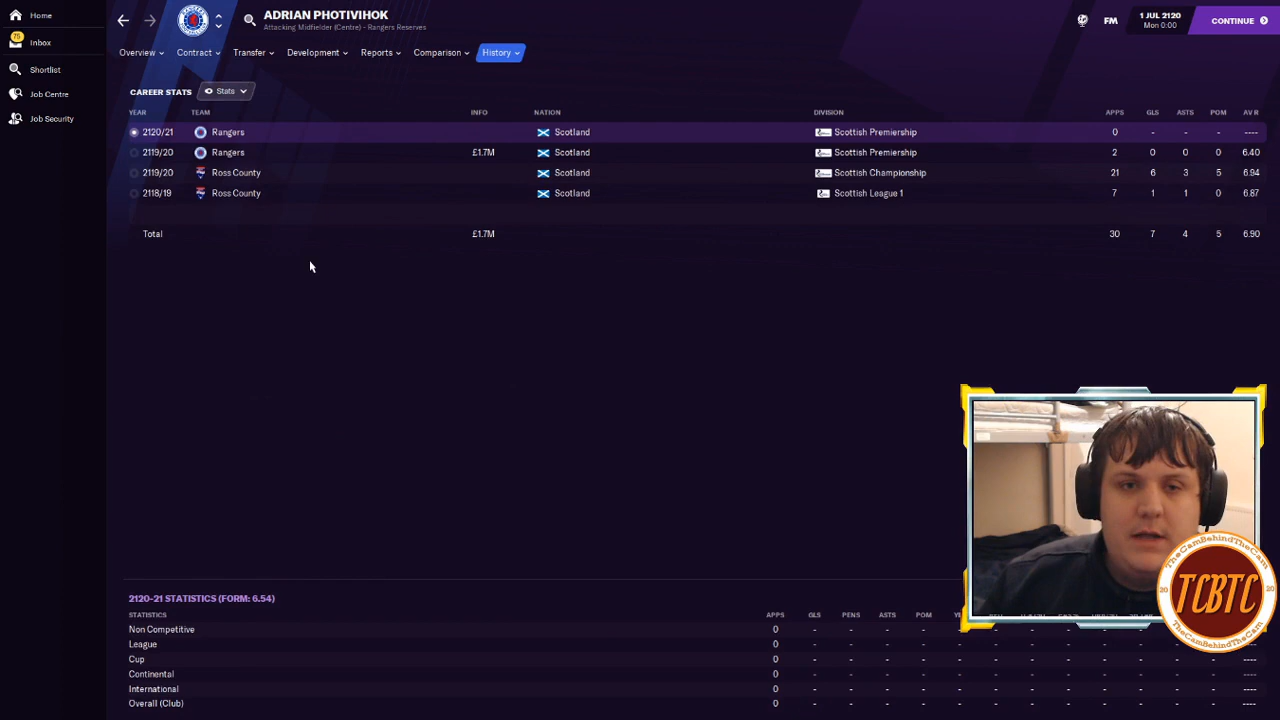 Home
75
Inbox
Shortlist
Job Centre
Job Security
ADRIAN PHOTIVIHOK
Attacking Midfielder (Centre) - Rangers Reserves
FM
1 JUL 2120
Mon 0:00
CONTINUE
Overview
Contract
Transfer
Development
Reports
Comparison
History
CAREER STATS
Stats
YEAR TEAM INFO NATION DIVISION APPS GLS ASTS POM AV R
2120/21 Rangers Scotland Scottish Premiership 0 - - - ----
2119/20 Rangers £1.7M Scotland Scottish Premiership 2 0 0 0 6.40
2119/20 Ross County Scotland Scottish Championship 21 6 3 5 6.94
2118/19 Ross County Scotland Scottish League 1 7 1 1 0 6.87
Total £1.7M 30 7 4 5 6.90
2120-21 STATISTICS (FORM: 6.54)
STATISTICS APPS GLS PENS ASTS POM
Non Competitive 0 - - - - - - - - - ----
League 0 - - - - - - - - - ----
Cup 0 - - - - - - - - - ----
Continental 0 - - - - - - - - - ----
International 0 - - - - - - - - - ----
Overall (Club) 0 - - - - - - - - - ----
TheCamBehindTheCam
20 TCBTC 20
TheCamBehindTheCam